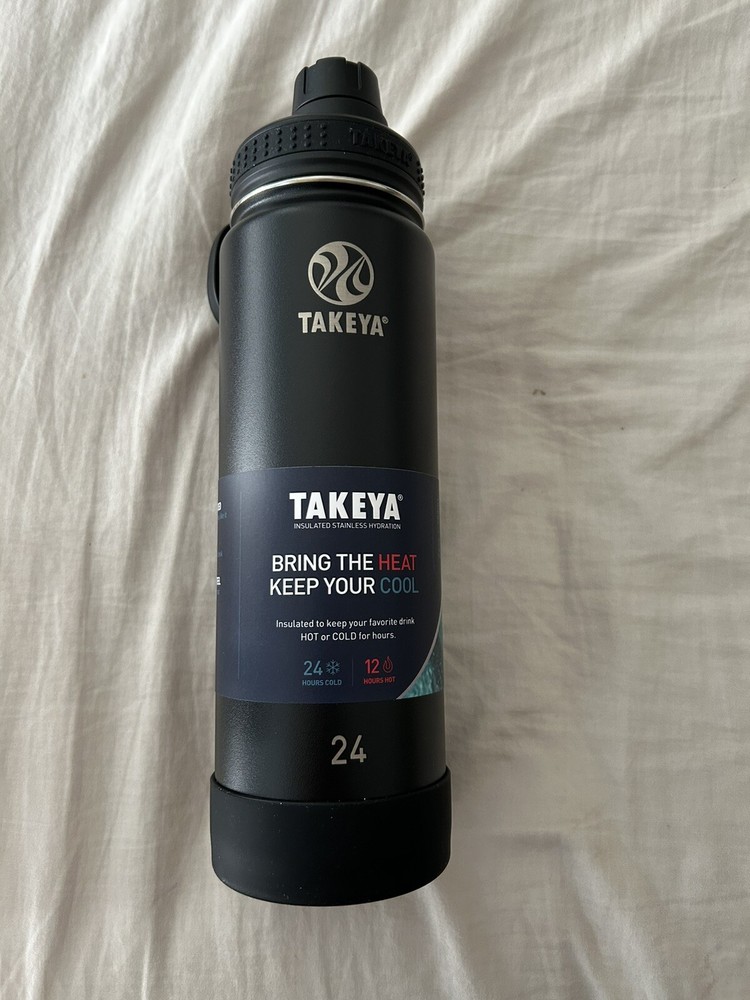 TAKEYA
TAKEYA®
TAKEYA®
INSULATED STAINLESS HYDRATION
BRING THE HEAT
KEEP YOUR COOL
Insulated to keep your favorite drink
HOT or COLD for hours.
24 12
HOURS COLD HOURS HOT
24